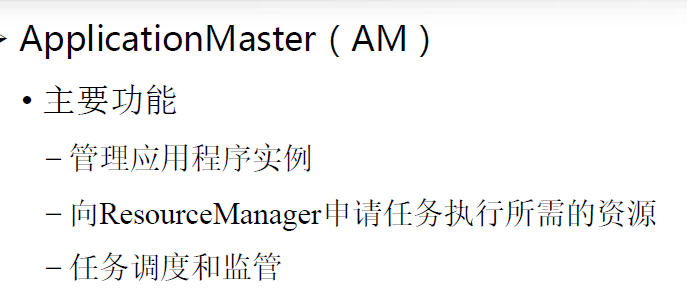 ➢ ApplicationMaster（AM）
• 主要功能
– 管理应用程序实例
– 向ResourceManager申请任务执行所需的资源
– 任务调度和监管